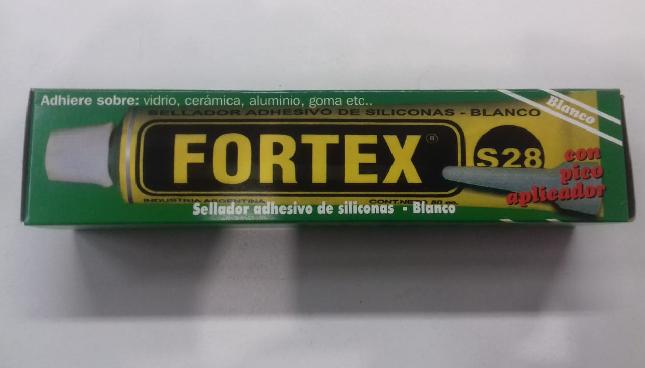 Adhiere sobre: vidrio, cerámica, aluminio, goma etc..
Blanco
SELLADOR ADHESIVO DE SILICONAS - BLANCO
FORTEX®
S28
con
pico
aplicador
INDUSTRIA ARGENTINA
Sellador adhesivo de siliconas - Blanco